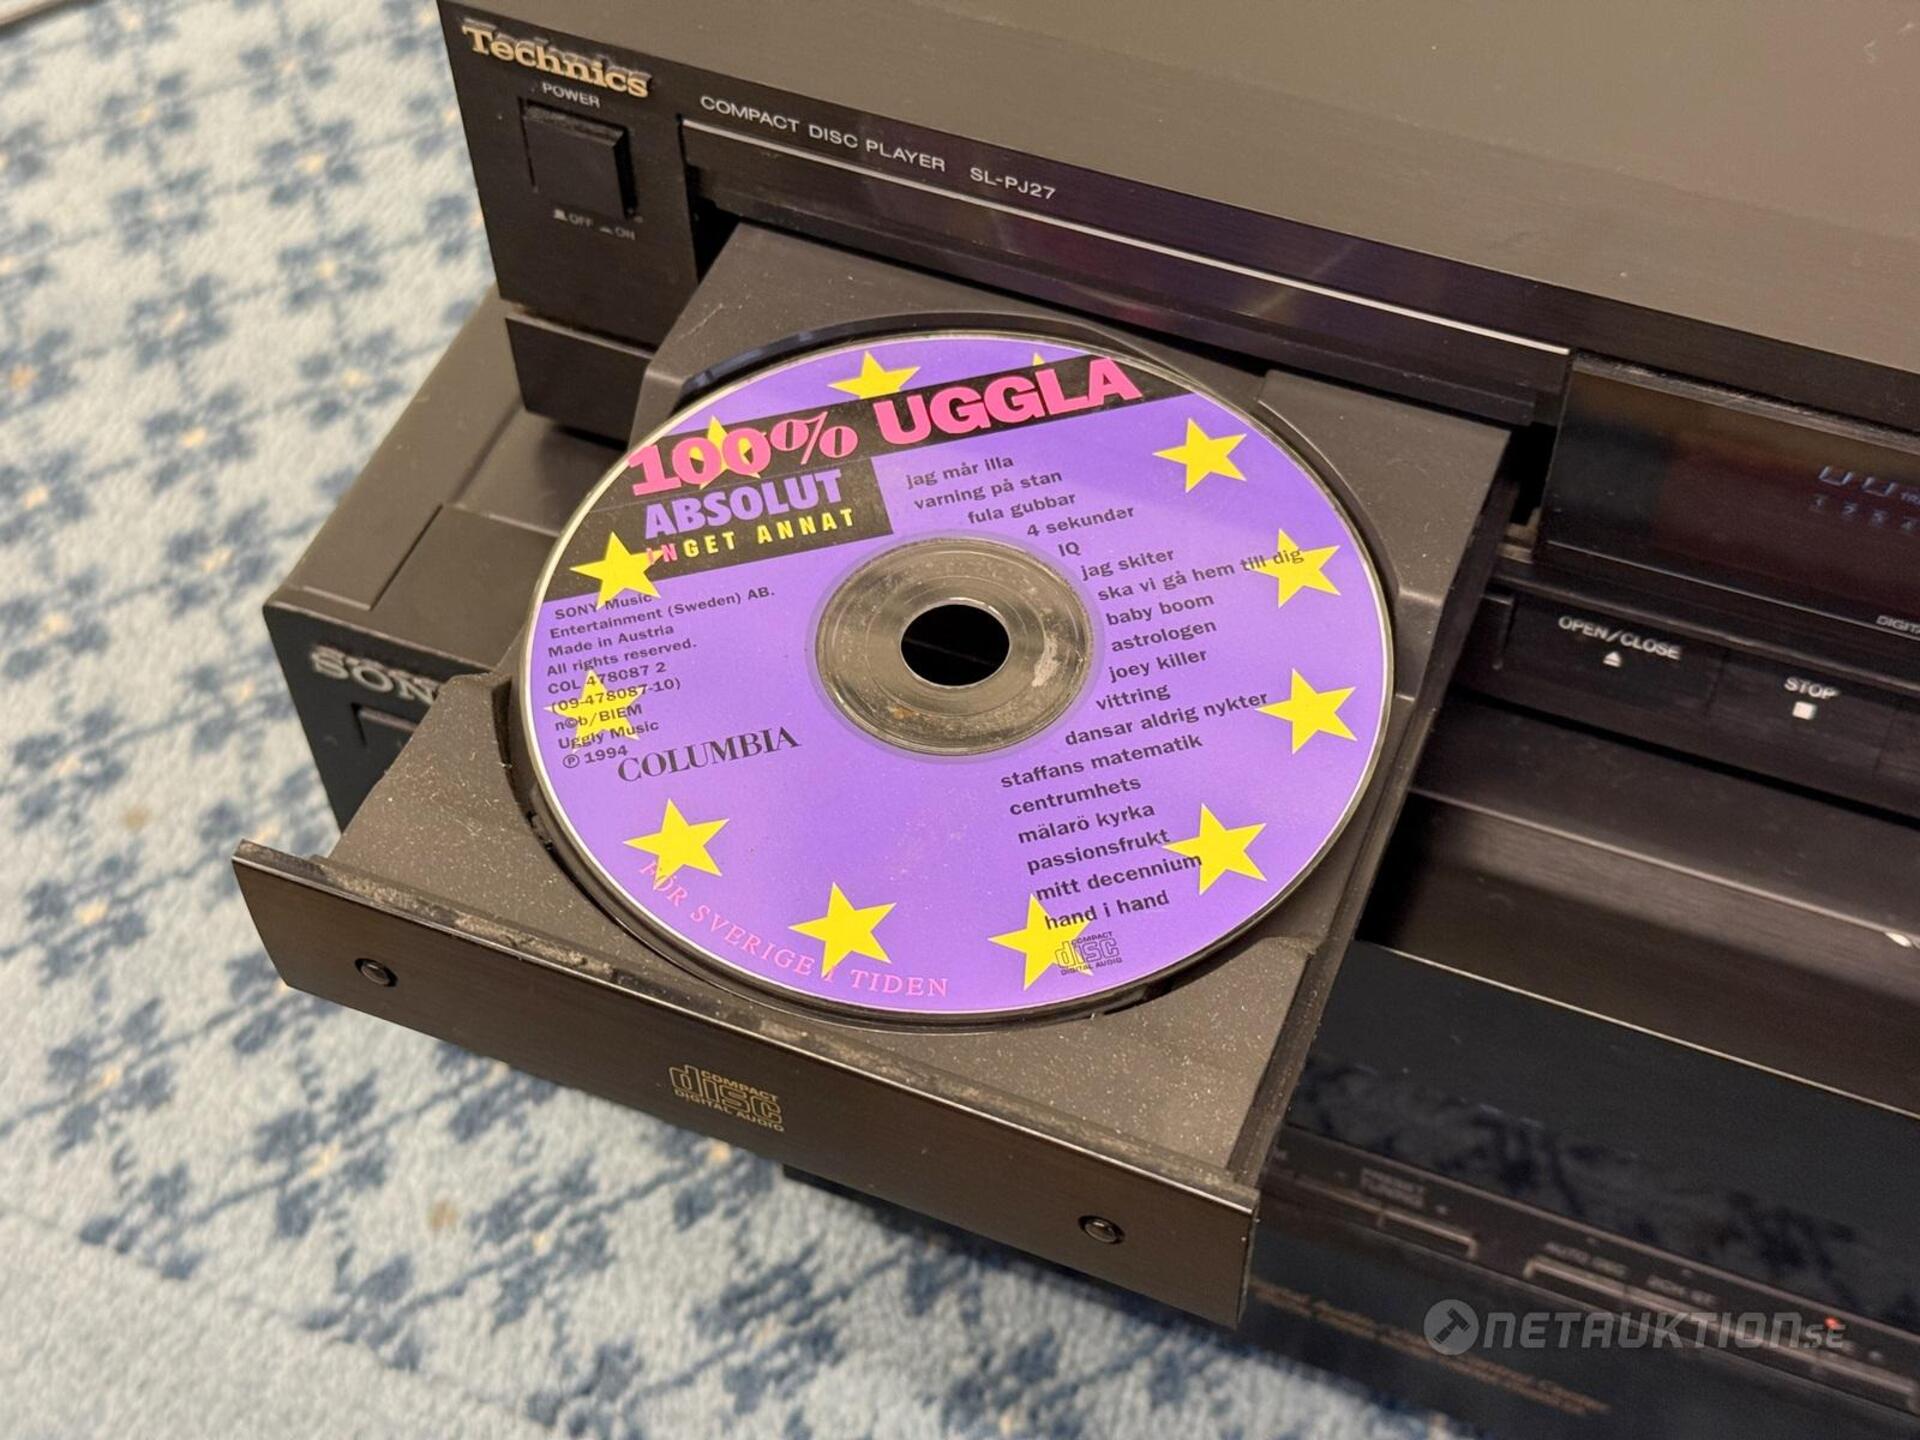 Technics
POWER
OFF ON
COMPACT DISC PLAYER SL-PJ27
100% UGGLA
ABSOLUT
INGET ANNAT
jag mår illa
varning på stan
fula gubbar
4 sekunder
IQ
jag skiter
ska vi gå hem till dig
baby boom
astrologen
joey killer
vittring
dansar aldrig nykter
staffans matematik
centrumhets
mälarö kyrka
passionsfrukt
mitt decennium
hand i hand
COMPACT
disc
DIGITAL AUDIO
SONY Music
Entertainment (Sweden) AB.
Made in Austria
All rights reserved.
COL 478087 2
(09-478087-10)
n©b/BIEM
Uggly Music
℗ 1994
COLUMBIA
FÖR SVERIGE I TIDEN
OPEN/CLOSE
STOP
SON
COMPACT
disc
DIGITAL AUDIO
NETAUKTION.SE